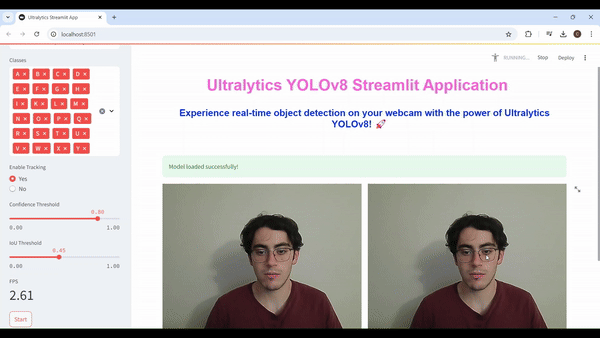 Ultralytics Streamlit App
localhost:8501
RUNNING...
Stop
Deploy
Classes
A × B × C × D ×
E × F × G × H ×
I × K × L × M ×
N × O × P × Q ×
R × S × T × U ×
V × W × X × Y ×
Enable Tracking
Yes
No
Confidence Threshold
0.80
0.00 1.00
IoU Threshold
0.45
0.00 1.00
FPS
2.61
Start
Ultralytics YOLOv8 Streamlit Application
Experience real-time object detection on your webcam with the power of Ultralytics
YOLOv8! 🚀
Model loaded successfully!